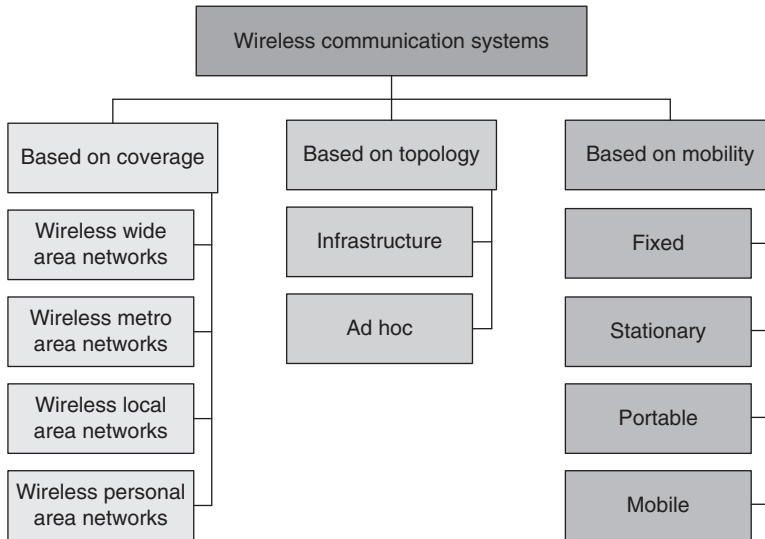 Wireless communication systems
Based on coverage
Based on topology
Based on mobility
Wireless wide
area networks
Wireless metro
area networks
Wireless local
area networks
Wireless personal
area networks
Infrastructure
Ad hoc
Fixed
Stationary
Portable
Mobile